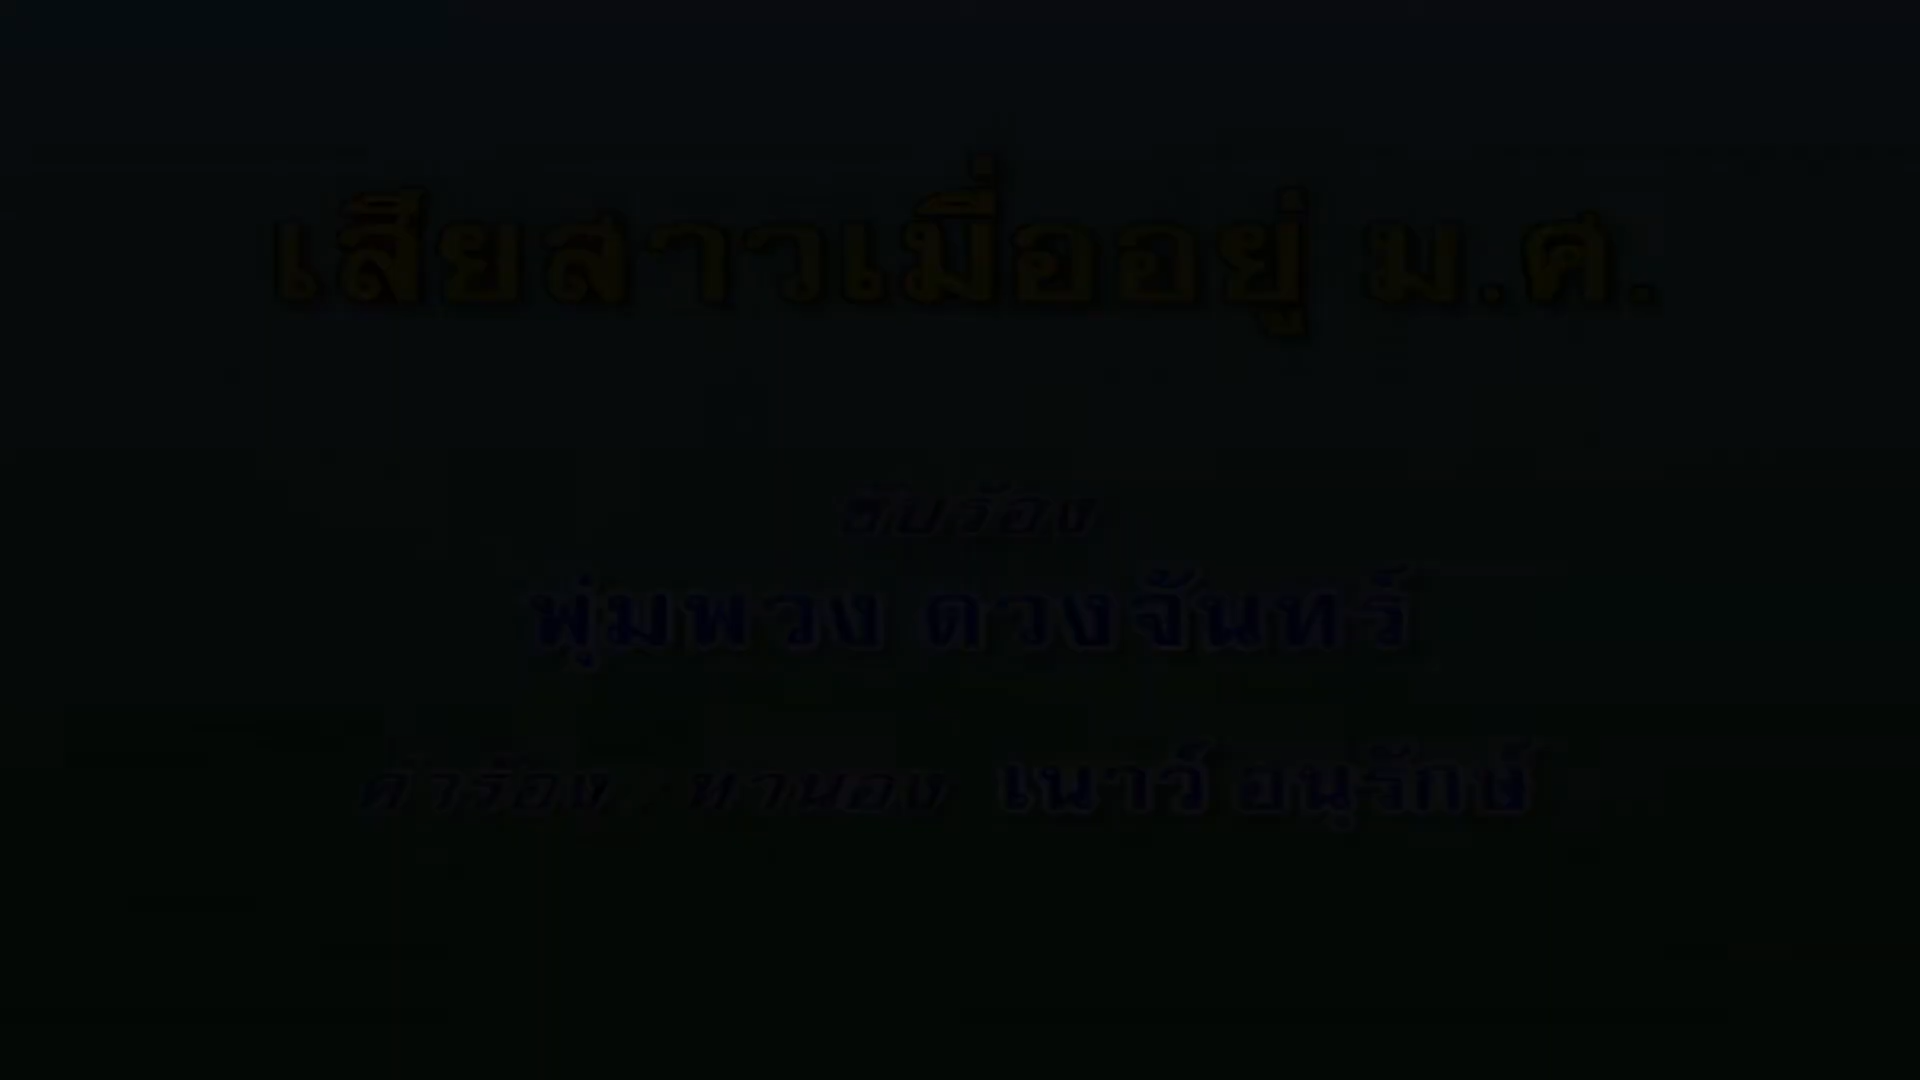 เสียสาวเมื่ออยู่ ม.ศ.
ขับร้อง
พุ่มพวง ดวงจันทร์
คำร้อง / ทำนอง เนาว์ อนุรักษ์